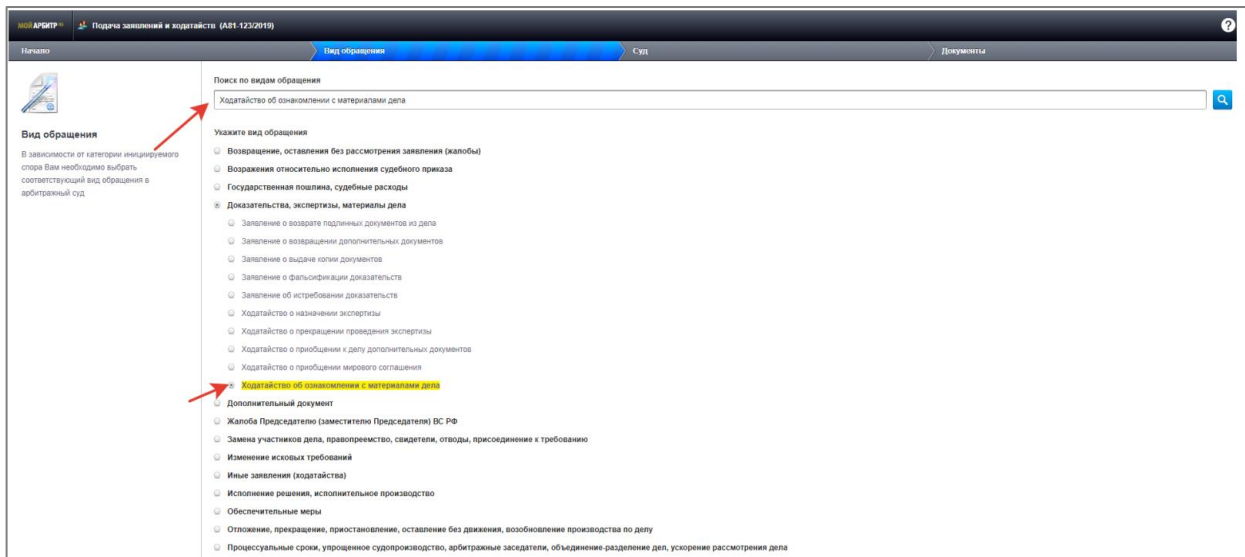 МОЙ АРБИТР Подача заявлений и ходатайств (А81-123/2019) ?
Начало Вид обращения Суд Документы
Поиск по видам обращения
Ходатайство об ознакомлении с материалами дела
Вид обращения
В зависимости от категории инициируемого
спора Вам необходимо выбрать
соответствующий вид обращения в
арбитражный суд
Укажите вид обращения
Возвращение, оставления без рассмотрения заявления (жалобы)
Возражения относительно исполнения судебного приказа
Государственная пошлина, судебные расходы
Доказательства, экспертизы, материалы дела
Заявление о возврате подлинных документов из дела
Заявление о возвращении дополнительных документов
Заявление о выдаче копии документов
Заявление о фальсификации доказательств
Заявление об истребовании доказательств
Ходатайство о назначении экспертизы
Ходатайство о прекращении проведения экспертизы
Ходатайство о приобщении к делу дополнительных документов
Ходатайство о приобщении мирового соглашения
Ходатайство об ознакомлении с материалами дела
Дополнительный документ
Жалоба Председателю (заместителю Председателя) ВС РФ
Замена участников дела, правопреемство, свидетели, отводы, присоединение к требованию
Изменение исковых требований
Иные заявления (ходатайства)
Исполнение решения, исполнительное производство
Обеспечительные меры
Отложение, прекращение, приостановление, оставление без движения, возобновление производства по делу
Процессуальные сроки, упрощенное судопроизводство, арбитражные заседатели, объединение-разделение дел, ускорение рассмотрения дела